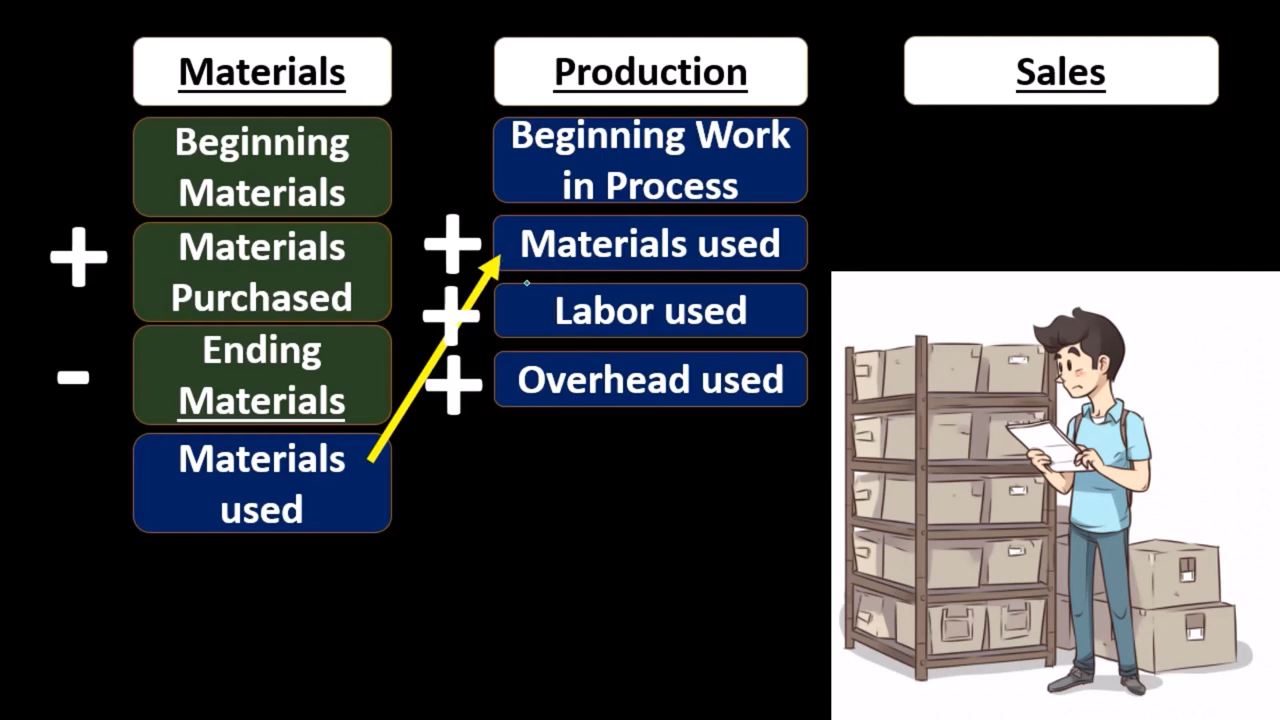 Materials
Beginning
Materials
+
Materials
Purchased
-
Ending
Materials
Materials
used
Production
Beginning Work
in Process
+
Materials used
+
Labor used
+
Overhead used
Sales